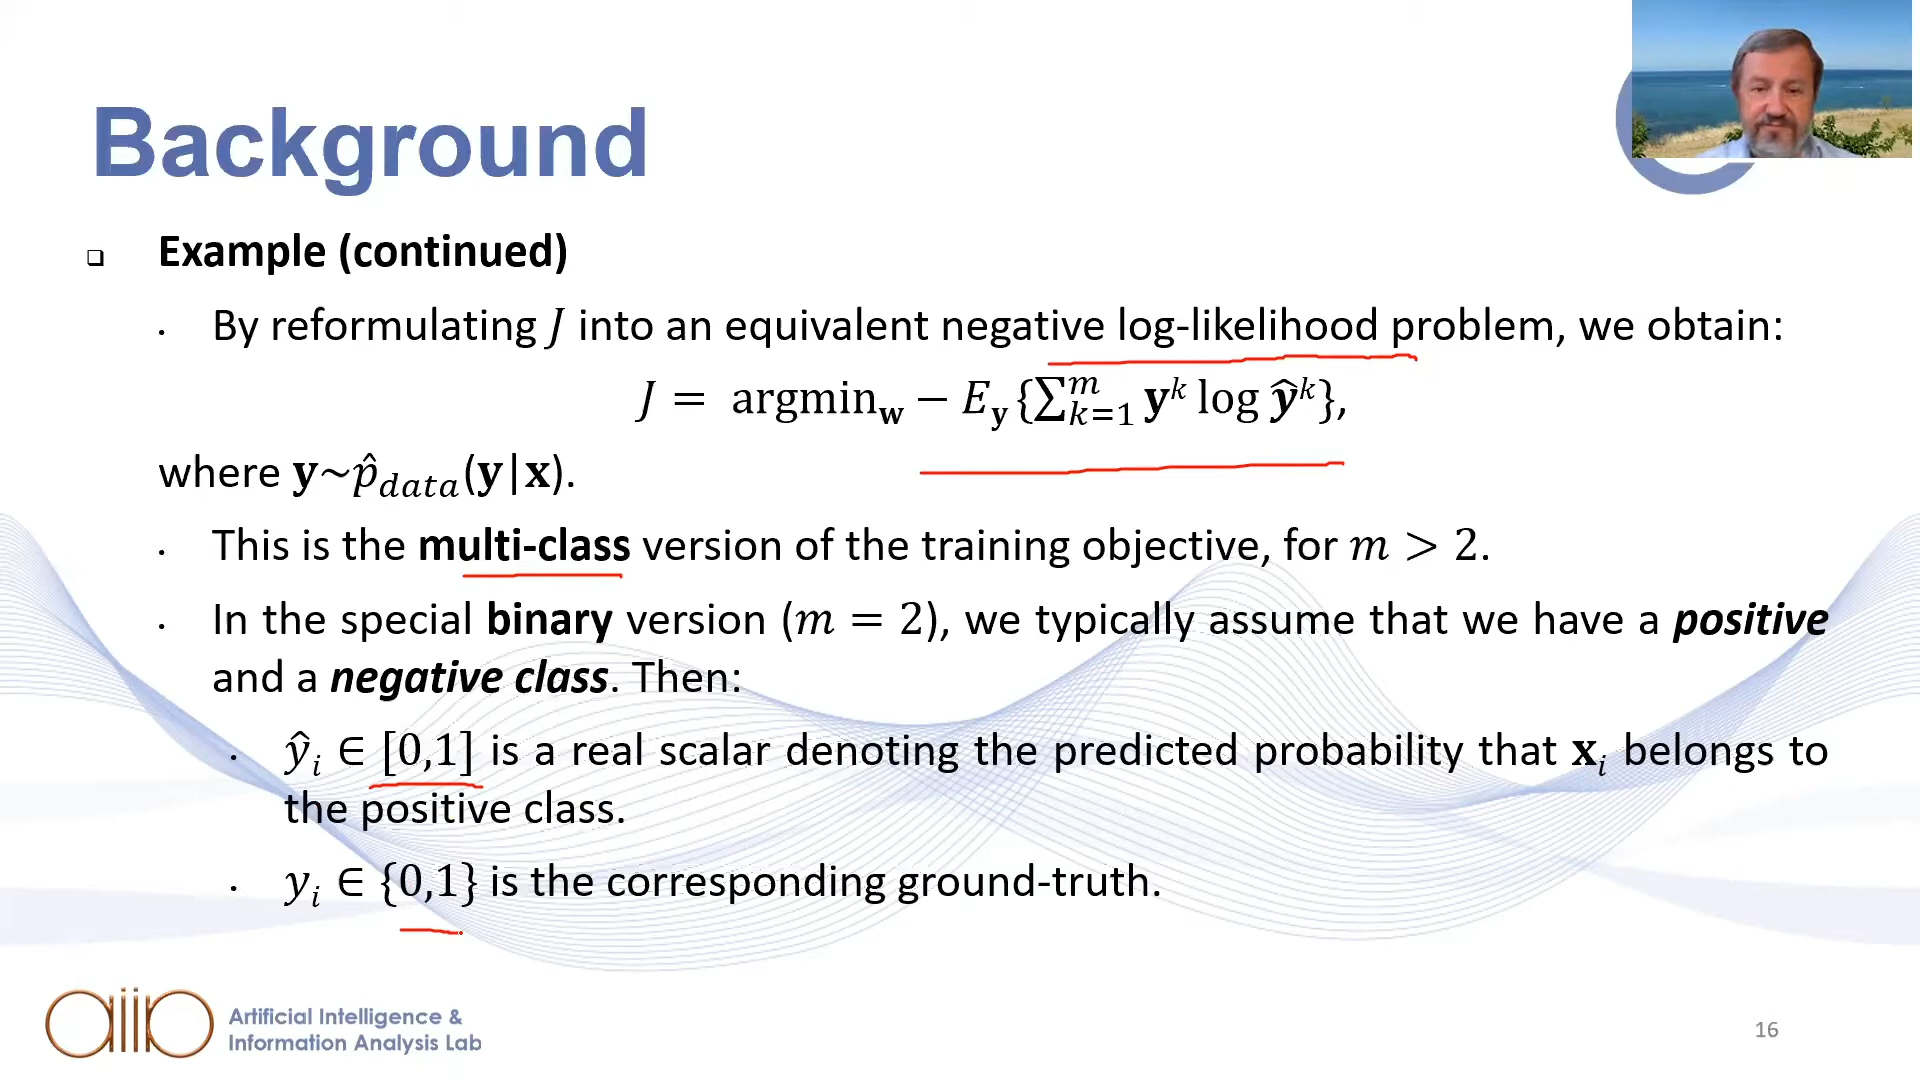 Background
Example (continued)
By reformulating J into an equivalent negative log-likelihood problem, we obtain:
J = argmin_𝐰 − E_𝐲 {∑_{k=1}^{m} 𝐲^k log 𝒚̂^k},
where 𝐲~p̂_{data}(𝐲|𝐱).
This is the multi-class version of the training objective, for m > 2.
In the special binary version (m = 2), we typically assume that we have a positive
and a negative class. Then:
ŷ_i ∈ [0,1] is a real scalar denoting the predicted probability that 𝐱_i belongs to
the positive class.
y_i ∈ {0,1} is the corresponding ground-truth.
aiia
Artificial Intelligence &
Information Analysis Lab
16